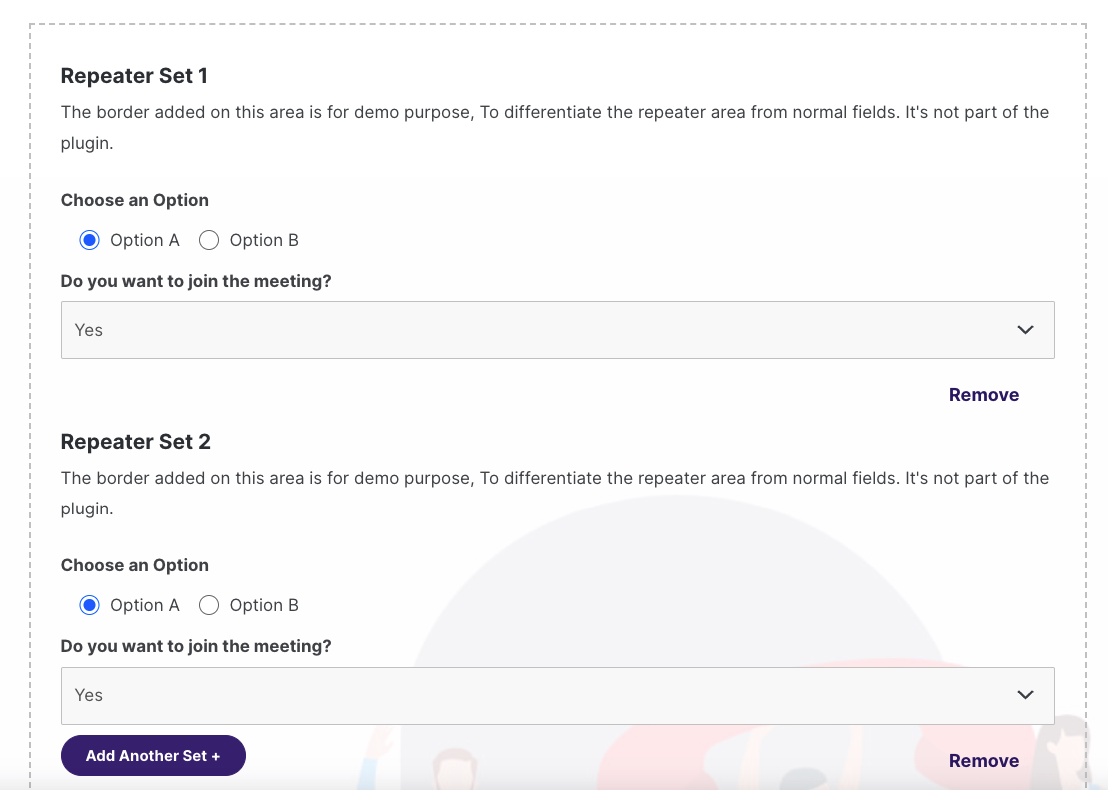 Repeater Set 1
The border added on this area is for demo purpose, To differentiate the repeater area from normal fields. It's not part of the
plugin.
Choose an Option
Option A Option B
Do you want to join the meeting?
Yes
Remove
Repeater Set 2
The border added on this area is for demo purpose, To differentiate the repeater area from normal fields. It's not part of the
plugin.
Choose an Option
Option A Option B
Do you want to join the meeting?
Yes
Add Another Set +
Remove